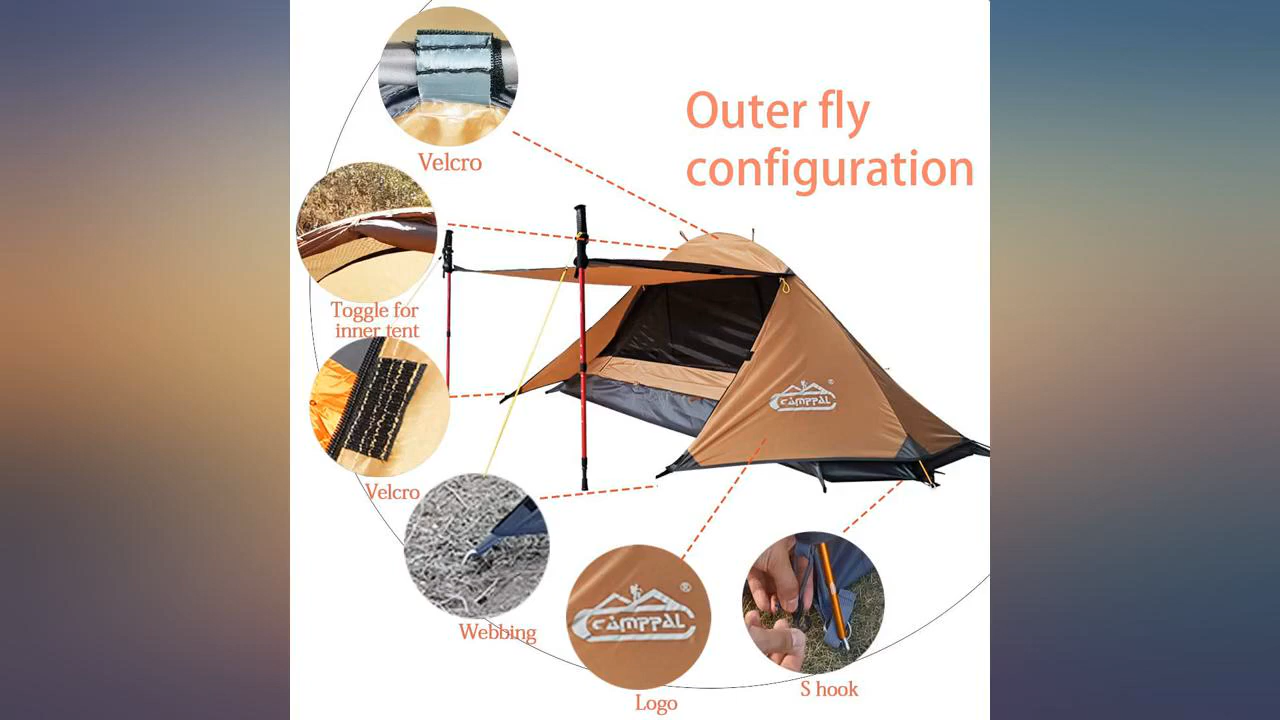 Outer fly
configuration
Velcro
Toggle for
inner tent
Velcro
CAMPPAL
Webbing
®
CAMPPAL
Logo
S hook